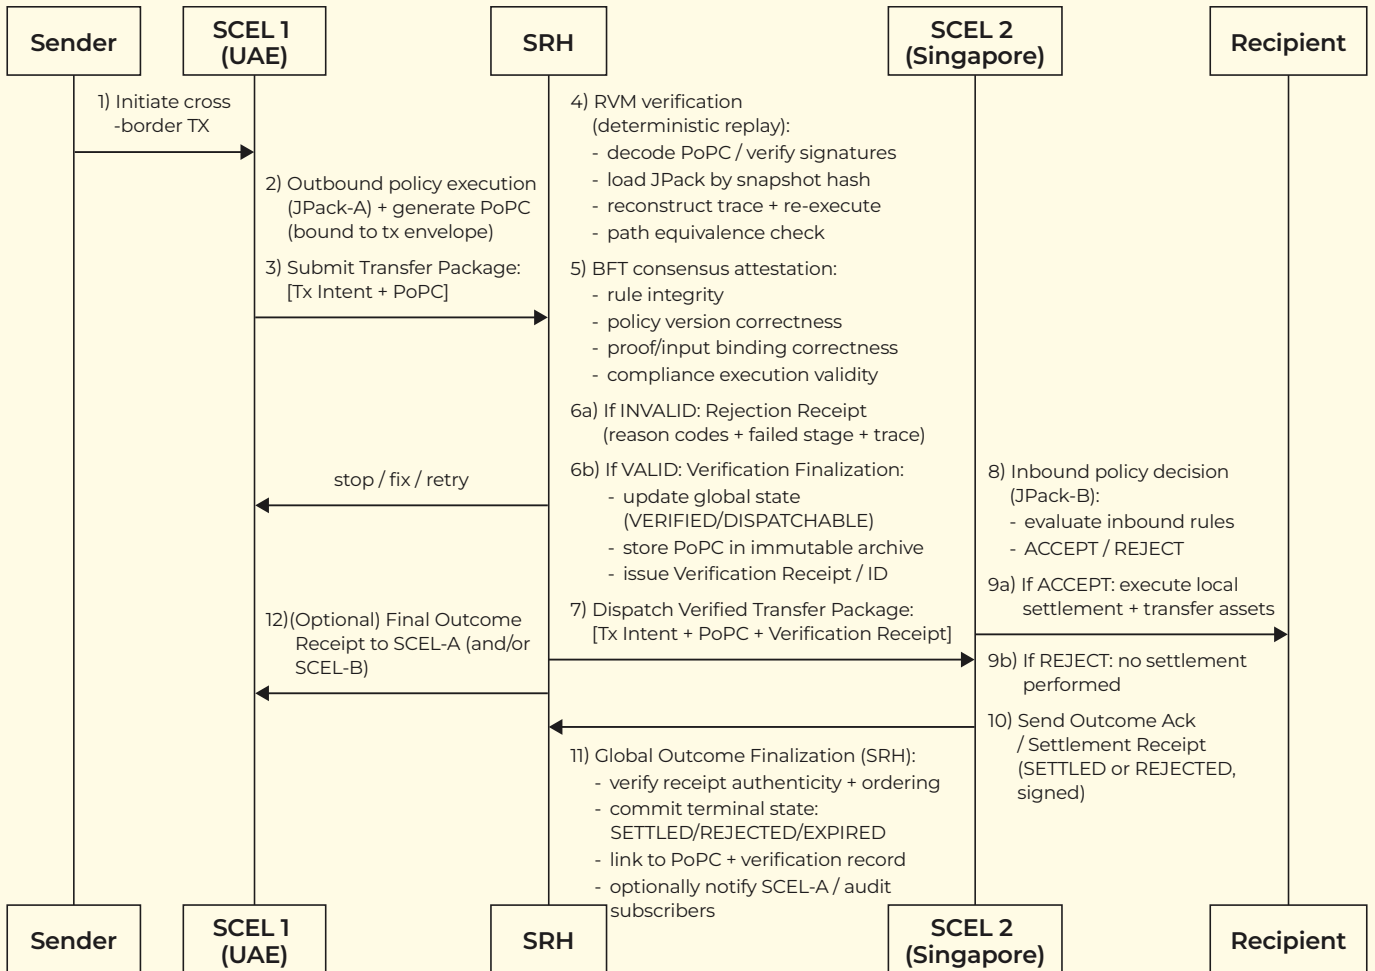 Sender
SCEL 1
(UAE)
SRH
SCEL 2
(Singapore)
Recipient
1) Initiate cross
-border TX
2) Outbound policy execution
(JPack-A) + generate PoPC
(bound to tx envelope)
3) Submit Transfer Package:
[Tx Intent + PoPC]
4) RVM verification
(deterministic replay):
- decode PoPC / verify signatures
- load JPack by snapshot hash
- reconstruct trace + re-execute
- path equivalence check
5) BFT consensus attestation:
- rule integrity
- policy version correctness
- proof/input binding correctness
- compliance execution validity
6a) If INVALID: Rejection Receipt
(reason codes + failed stage + trace)
stop / fix / retry
6b) If VALID: Verification Finalization:
- update global state
(VERIFIED/DISPATCHABLE)
- store PoPC in immutable archive
- issue Verification Receipt / ID
7) Dispatch Verified Transfer Package:
[Tx Intent + PoPC + Verification Receipt]
8) Inbound policy decision
(JPack-B):
- evaluate inbound rules
- ACCEPT / REJECT
9a) If ACCEPT: execute local
settlement + transfer assets
9b) If REJECT: no settlement
performed
10) Send Outcome Ack
/ Settlement Receipt
(SETTLED or REJECTED,
signed)
11) Global Outcome Finalization (SRH):
- verify receipt authenticity + ordering
- commit terminal state:
SETTLED/REJECTED/EXPIRED
- link to PoPC + verification record
- optionally notify SCEL-A / audit
subscribers
12)(Optional) Final Outcome
Receipt to SCEL-A (and/or
SCEL-B)
Sender
SCEL 1
(UAE)
SRH
SCEL 2
(Singapore)
Recipient